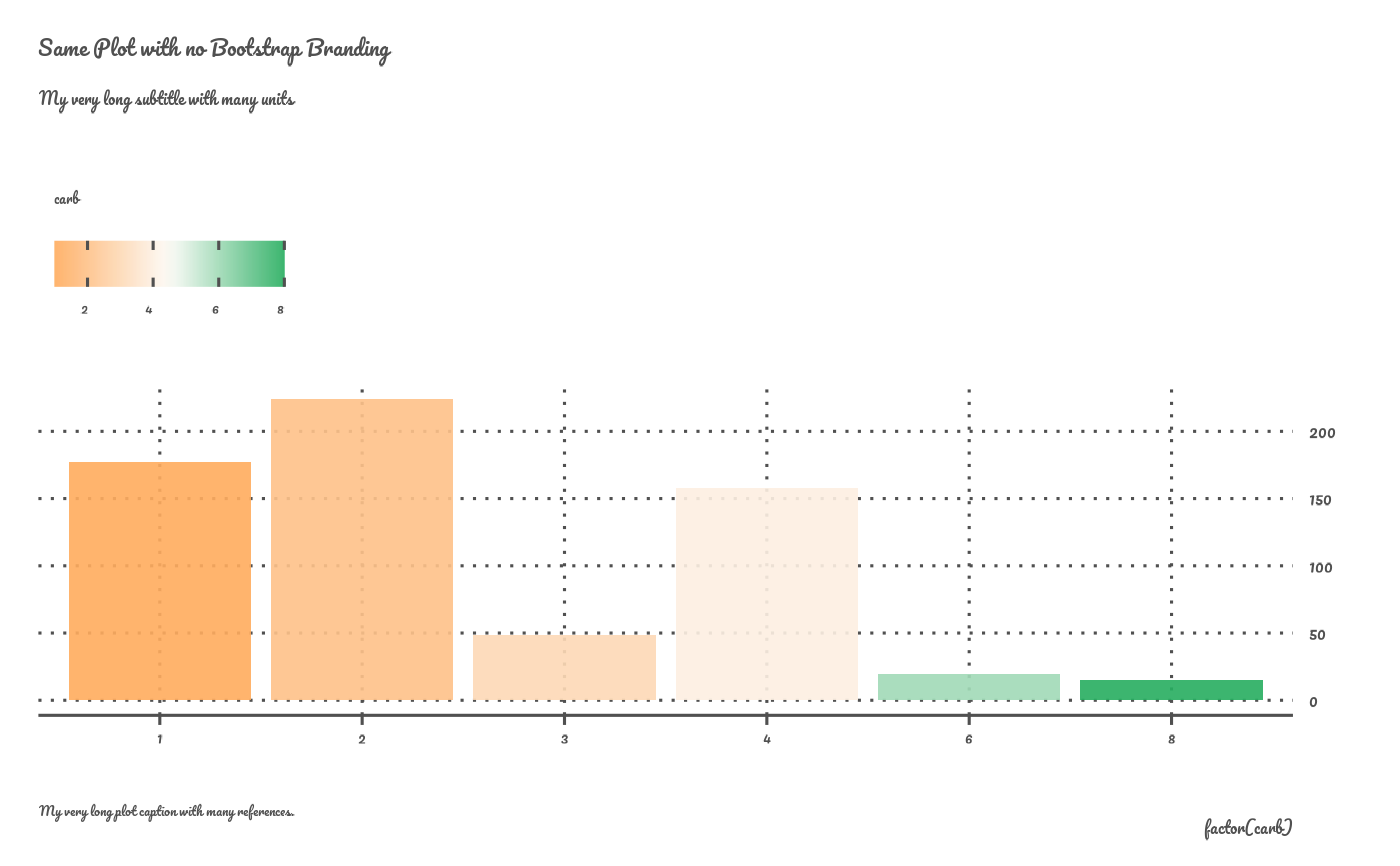 Same Plot with no Bootstrap Branding
My very long subtitle with many units
carb
2 4 6 8
200
150
100
50
0
1 2 3 4 6 8
My very long plot caption with many references.
factor(carb)